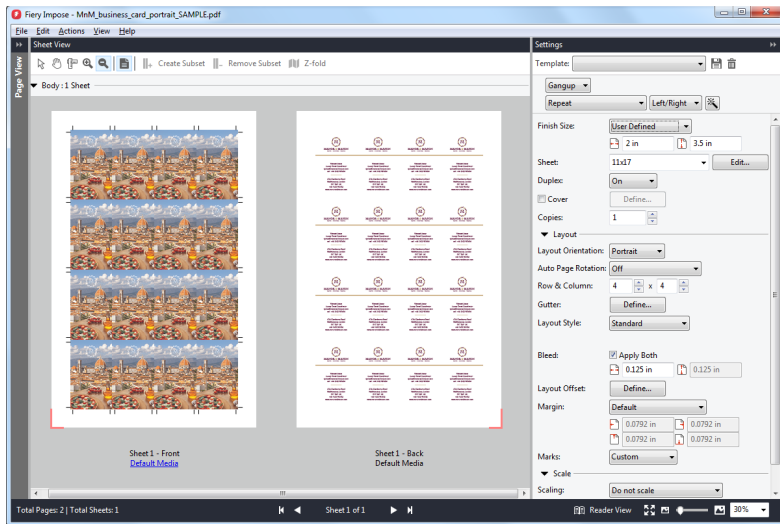 Fiery Impose - MnM_business_card_portrait_SAMPLE.pdf
File Edit Actions View Help
Sheet View
Settings
Page View
Create Subset Remove Subset Z-fold
Template:
Body : 1 Sheet
Gangup
Repeat Left/Right
Finish Size: User Defined
2 in 3.5 in
Sheet: 11x17 Edit...
Duplex: On
Cover Define...
Copies: 1
Layout
Layout Orientation: Portrait
Auto Page Rotation: Off
Row & Column: 4 x 4
Gutter: Define...
Layout Style: Standard
Bleed: Apply Both
0.125 in 0.125 in
Layout Offset: Define...
Margin: Default
0.0792 in 0.0792 in
0.0792 in 0.0792 in
Marks: Custom
Scale
Scaling: Do not scale
Sheet 1 - Front
Default Media
Sheet 1 - Back
Default Media
Total Pages: 2 | Total Sheets: 1 Sheet 1 of 1 Reader View 30%